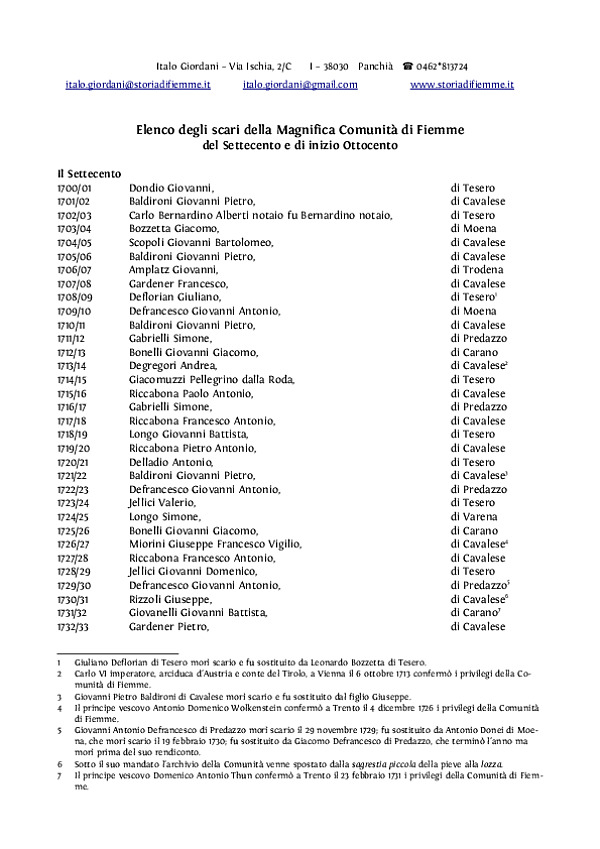 Italo Giordani – Via Ischia, 2/C I – 38030 Panchià ☎ 0462*813724
italo.giordani@storiadifiemme.it italo.giordani@gmail.com www.storiadifiemme.it
Elenco degli scari della Magnifica Comunità di Fiemme
del Settecento e di inizio Ottocento
Il Settecento
1700/01 Dondio Giovanni, di Tesero
1701/02 Baldironi Giovanni Pietro, di Cavalese
1702/03 Carlo Bernardino Alberti notaio fu Bernardino notaio, di Tesero
1703/04 Bozzetta Giacomo, di Moena
1704/05 Scopoli Giovanni Bartolomeo, di Cavalese
1705/06 Baldironi Giovanni Pietro, di Cavalese
1706/07 Amplatz Giovanni, di Trodena
1707/08 Gardener Francesco, di Cavalese
1708/09 Deflorian Giuliano, di Tesero1
1709/10 Defrancesco Giovanni Antonio, di Moena
1710/11 Baldironi Giovanni Pietro, di Cavalese
1711/12 Gabrielli Simone, di Predazzo
1712/13 Bonelli Giovanni Giacomo, di Carano
1713/14 Degregori Andrea, di Cavalese2
1714/15 Giacomuzzi Pellegrino dalla Roda, di Tesero
1715/16 Riccabona Paolo Antonio, di Cavalese
1716/17 Gabrielli Simone, di Predazzo
1717/18 Riccabona Francesco Antonio, di Cavalese
1718/19 Longo Giovanni Battista, di Tesero
1719/20 Riccabona Pietro Antonio, di Cavalese
1720/21 Delladio Antonio, di Tesero
1721/22 Baldironi Giovanni Pietro, di Cavalese3
1722/23 Defrancesco Giovanni Antonio, di Predazzo
1723/24 Jellici Valerio, di Tesero
1724/25 Longo Simone, di Varena
1725/26 Bonelli Giovanni Giacomo, di Carano
1726/27 Miorini Giuseppe Francesco Vigilio, di Cavalese4
1727/28 Riccabona Francesco Antonio, di Cavalese
1728/29 Jellici Giovanni Domenico, di Tesero
1729/30 Defrancesco Giovanni Antonio, di Predazzo5
1730/31 Rizzoli Giuseppe, di Cavalese6
1731/32 Giovanelli Giovanni Battista, di Carano7
1732/33 Gardener Pietro, di Cavalese
1 Giuliano Deflorian di Tesero morì scario e fu sostituito da Leonardo Bozzetta di Tesero.
2 Carlo VI imperatore, arciduca d'Austria e conte del Tirolo, a Vienna il 6 ottobre 1713 confermò i privilegi della Co-
munità di Fiemme.
3 Giovanni Pietro Baldironi di Cavalese morì scario e fu sostituito dal figlio Giuseppe.
4 Il principe vescovo Antonio Domenico Wolkenstein confermò a Trento il 4 dicembre 1726 i privilegi della Comunità
di Fiemme.
5 Giovanni Antonio Defrancesco di Predazzo morì scario il 29 novembre 1729; fu sostituito da Antonio Donei di Moe-
na, che morì scario il 19 febbraio 1730; fu sostituito da Giacomo Defrancesco di Predazzo, che terminò l'anno ma
morì prima del suo rendiconto.
6 Sotto il suo mandato l'archivio della Comunità venne spostato dalla sagrestia piccola della pieve alla lozza.
7 Il principe vescovo Domenico Antonio Thun confermò a Trento il 23 febbraio 1731 i privilegi della Comunità di Fiem-
me.